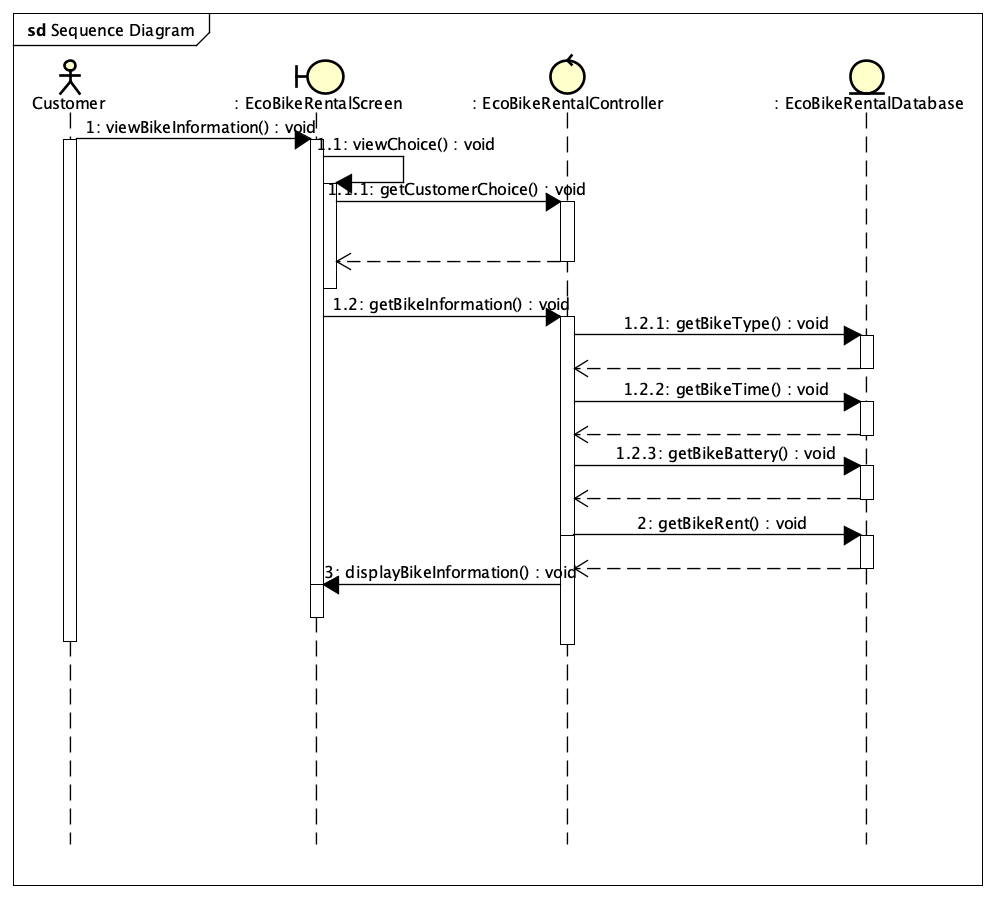 sd Sequence Diagram
Customer
: EcoBikeRentalScreen
: EcoBikeRentalController
: EcoBikeRentalDatabase
1: viewBikeInformation() : void
1.1: viewChoice() : void
1.1.1: getCustomerChoice() : void
1.2: getBikeInformation() : void
1.2.1: getBikeType() : void
1.2.2: getBikeTime() : void
1.2.3: getBikeBattery() : void
2: getBikeRent() : void
3: displayBikeInformation() : void